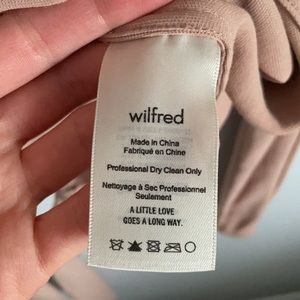 wilfred
Made in China
Fabriqué en Chine
Professional Dry Clean Only
Nettoyage à Sec Professionnel
Seulement
A LITTLE LOVE
GOES A LONG WAY.